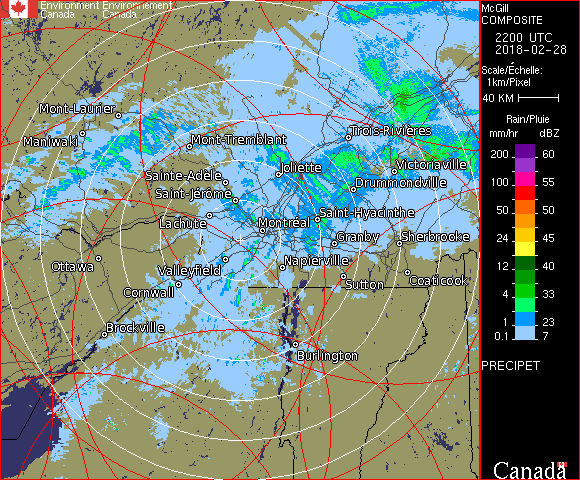 Environment Environnement
Canada Canada
McGill
COMPOSITE
2200 UTC
2018-02-28
Scale/Échelle:
1km/Pixel
40 KM
Rain/Pluie
mm/hr dBZ
200 60
150 57
100 55
50 50
24 45
12 40
4 33
1 23
0.1 7
PRECIPET
Canada
Mont-Laurier
Maniwaki
Mont-Tremblant
Trois-Rivières
Sainte-Adèle
Joliette
Victoriaville
Saint-Jérôme
Drummondville
Lachute
Saint-Hyacinthe
Montréal
Granby
Sherbrooke
Ottawa
Valleyfield
Napierville
Cornwall
Sutton
Coaticook
Brockville
Burlington